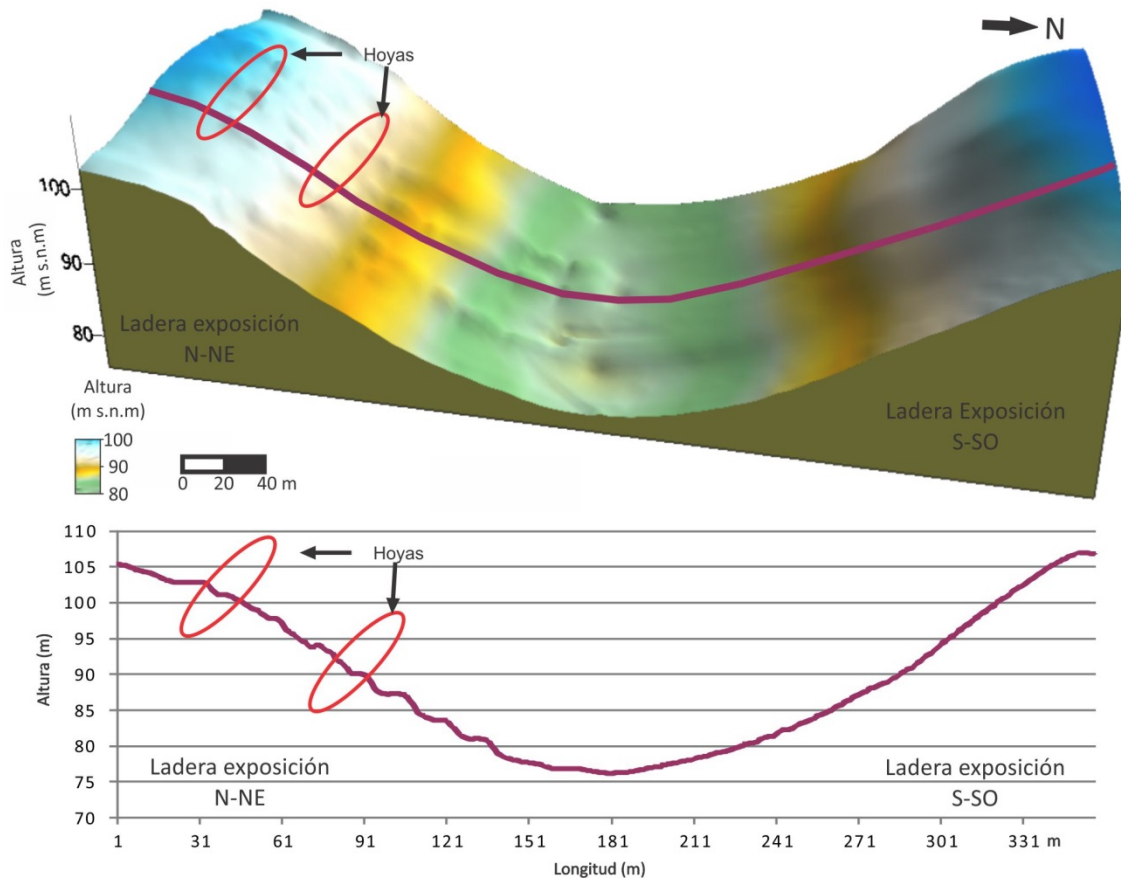 N
Hoyas
100
90
80
Altura
(m s.n.m)
Ladera exposición
N-NE
Ladera Exposición
S-SO
Altura
(m s.n.m)
100
90
80
0 20 40 m
110
105
100
95
90
85
80
75
70
Altura (m)
Hoyas
Ladera exposición
N-NE
Ladera exposición
S-SO
1 31 61 91 121 151 181 211 241 271 301 331 m
Longitud (m)